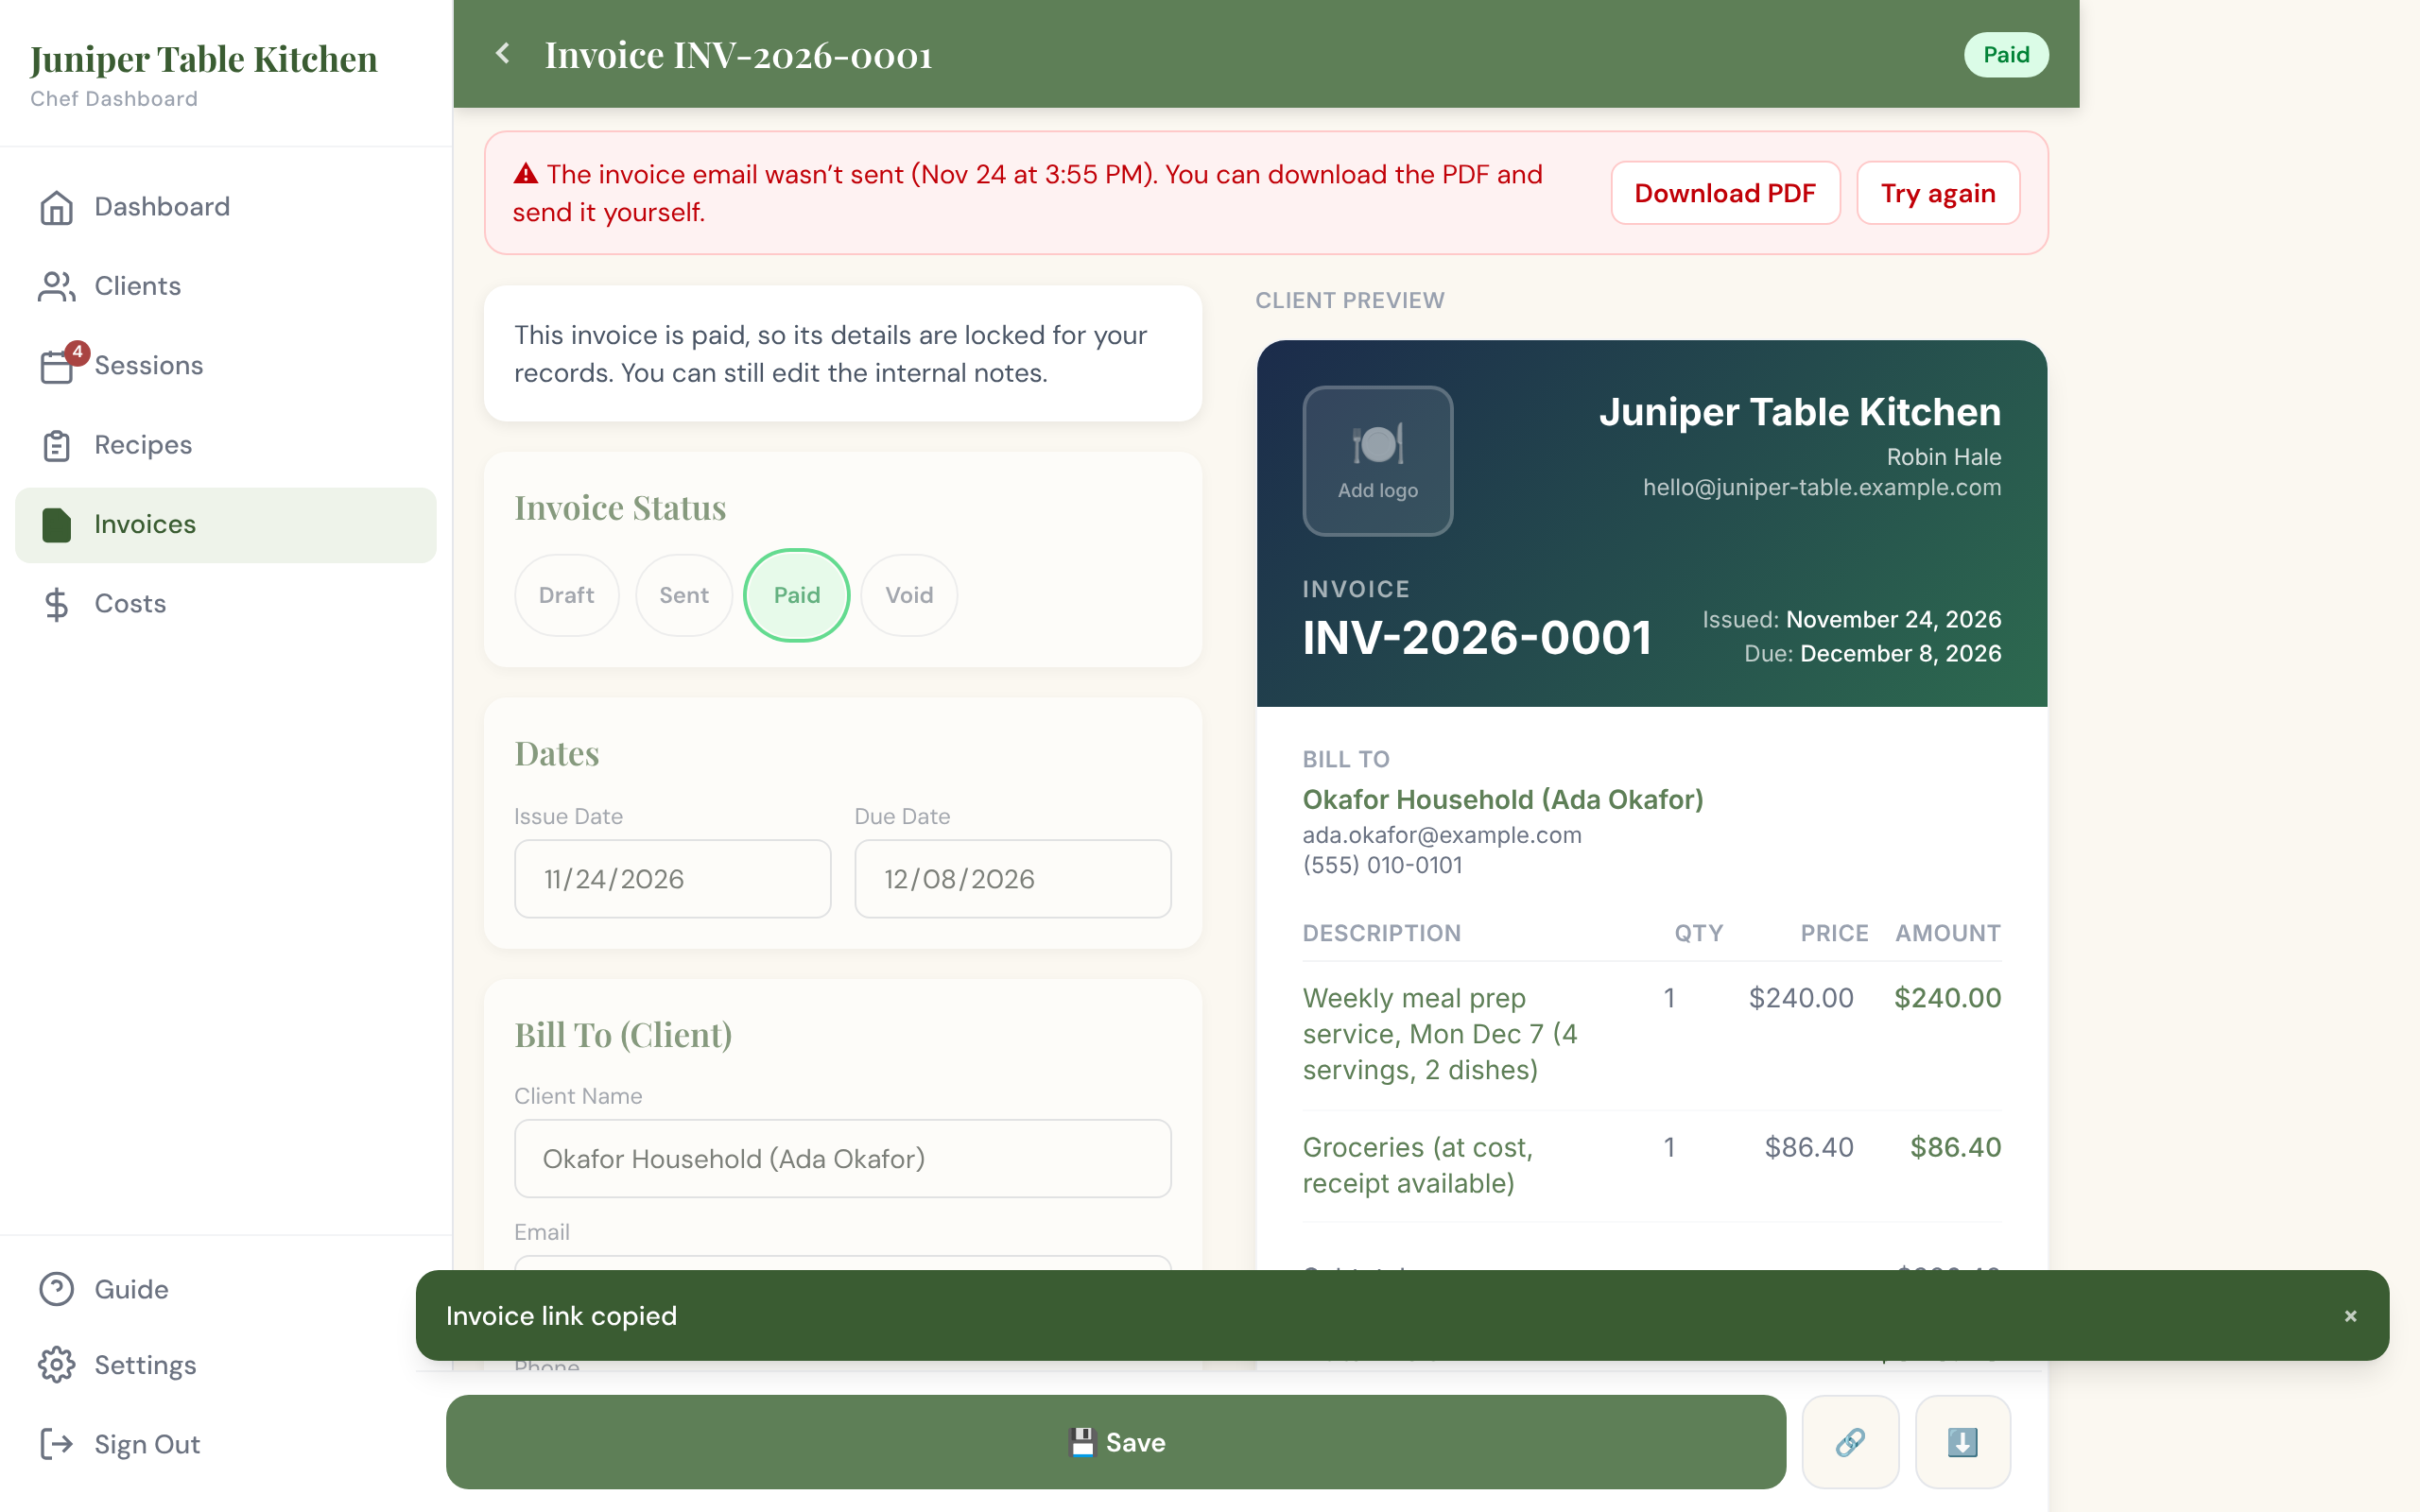 Juniper Table Kitchen
Chef Dashboard
Dashboard
Clients
4
Sessions
Recipes
Invoices
Costs
Guide
Settings
Sign Out
Invoice INV-2026-0001
Paid
⚠ The invoice email wasn’t sent (Nov 24 at 3:55 PM). You can download the PDF and
send it yourself.
Download PDF
Try again
This invoice is paid, so its details are locked for your
records. You can still edit the internal notes.
Invoice Status
Draft
Sent
Paid
Void
Dates
Issue Date
Due Date
11/24/2026
12/08/2026
Bill To (Client)
Client Name
Okafor Household (Ada Okafor)
Email
Phone
CLIENT PREVIEW
Add logo
Juniper Table Kitchen
Robin Hale
hello@juniper-table.example.com
INVOICE
INV-2026-0001
Issued: November 24, 2026
Due: December 8, 2026
BILL TO
Okafor Household (Ada Okafor)
ada.okafor@example.com
(555) 010-0101
DESCRIPTION QTY PRICE AMOUNT
Weekly meal prep 1 $240.00 $240.00
service, Mon Dec 7 (4
servings, 2 dishes)
Groceries (at cost, 1 $86.40 $86.40
receipt available)
Invoice link copied
×
Save